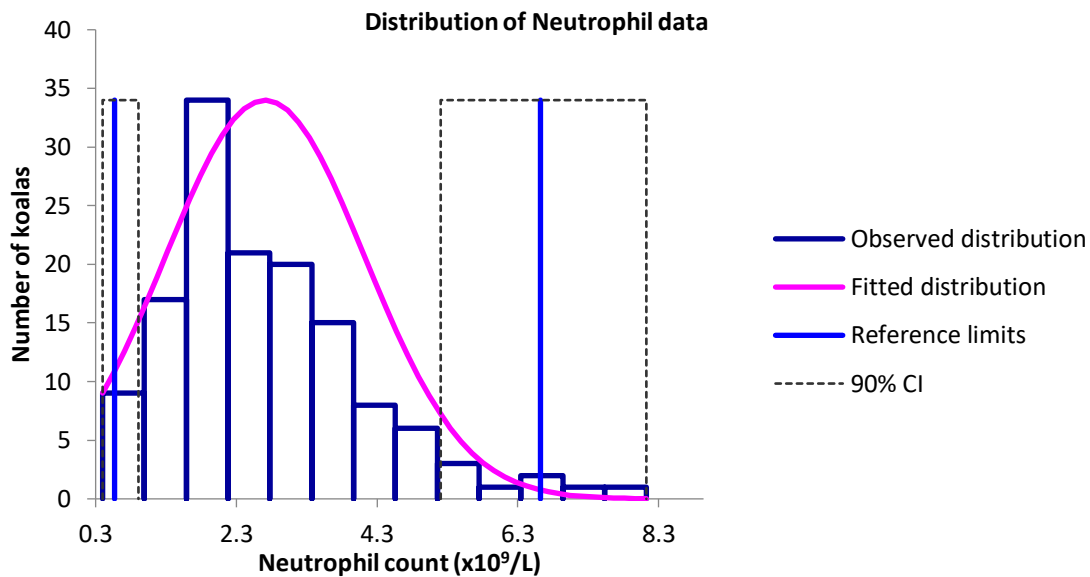 Distribution of Neutrophil data
40
35
30
25
20
15
10
5
0
Number of koalas
0.3 2.3 4.3 6.3 8.3
Neutrophil count (x10⁹/L)
Observed distribution
Fitted distribution
Reference limits
90% CI